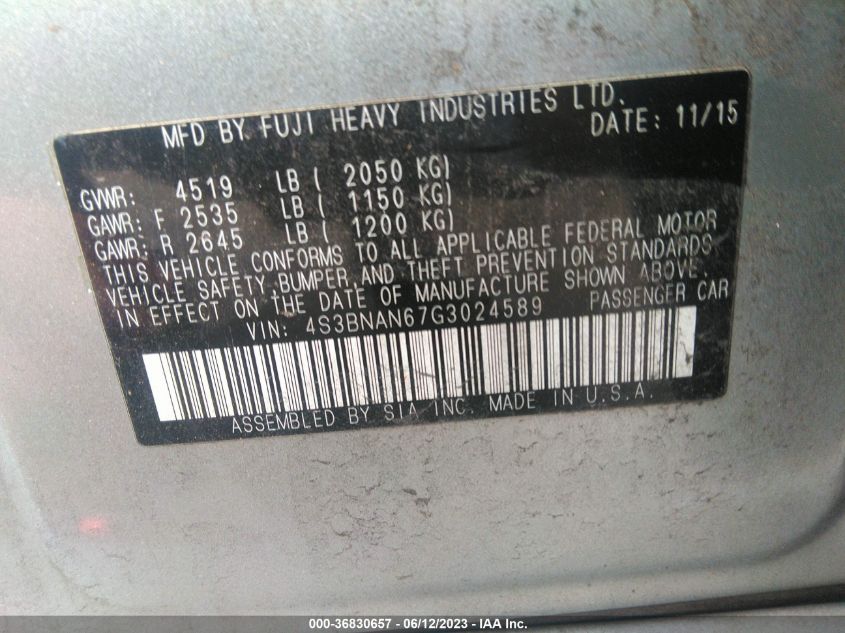 MFD BY FUJI HEAVY INDUSTRIES LTD.
DATE: 11/15
GVWR: 4519 LB ( 2050 KG)
GAWR: F 2535 LB ( 1150 KG)
GAWR: R 2645 LB ( 1200 KG)
THIS VEHICLE CONFORMS TO ALL APPLICABLE FEDERAL MOTOR
VEHICLE SAFETY, BUMPER, AND THEFT PREVENTION STANDARDS
IN EFFECT ON THE DATE OF MANUFACTURE SHOWN ABOVE.
VIN: 4S3BNAN67G3024589 PASSENGER CAR
ASSEMBLED BY SIA INC. MADE IN U.S.A.
000-36830657 - 06/12/2023 - IAA Inc.